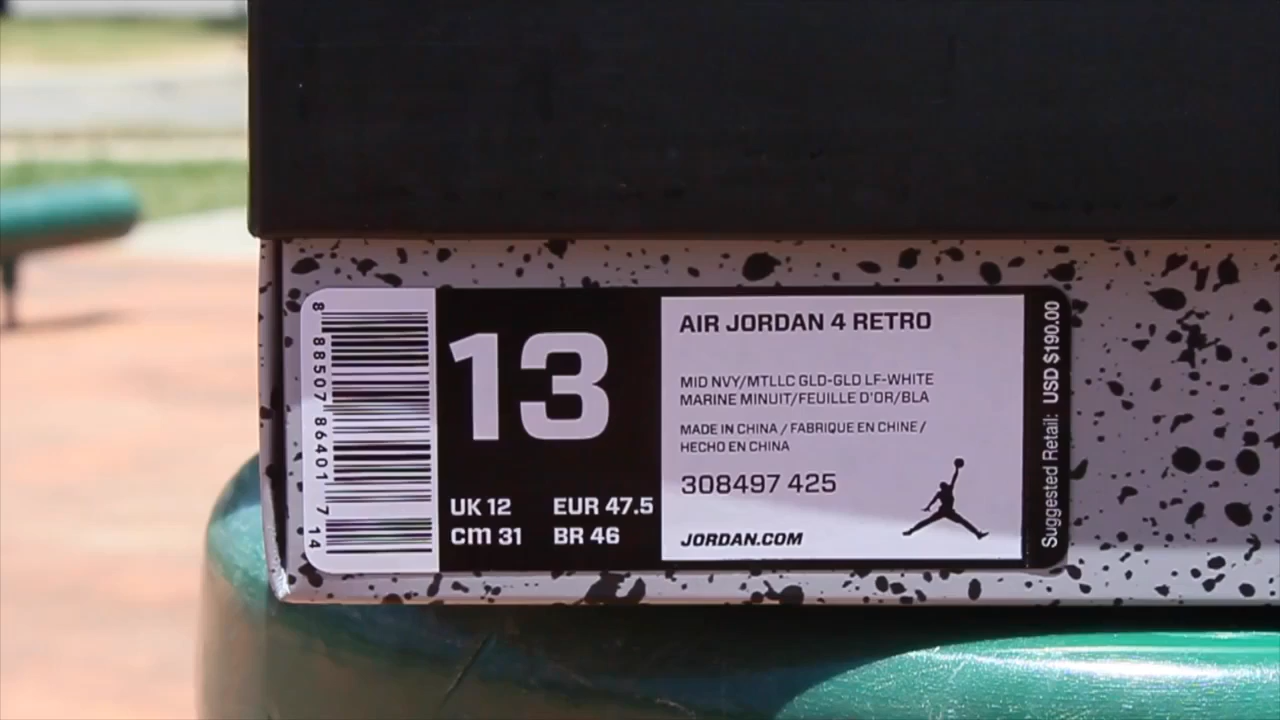 8 88507 86401 7 14
13
UK 12 EUR 47.5
cm 31 BR 46
AIR JORDAN 4 RETRO
MID NVY/MTLLC GLD-GLD LF-WHITE
MARINE MINUIT/FEUILLE D'OR/BLA
MADE IN CHINA / FABRIQUE EN CHINE /
HECHO EN CHINA
308497 425
JORDAN.COM
Suggested Retail: USD $190.00